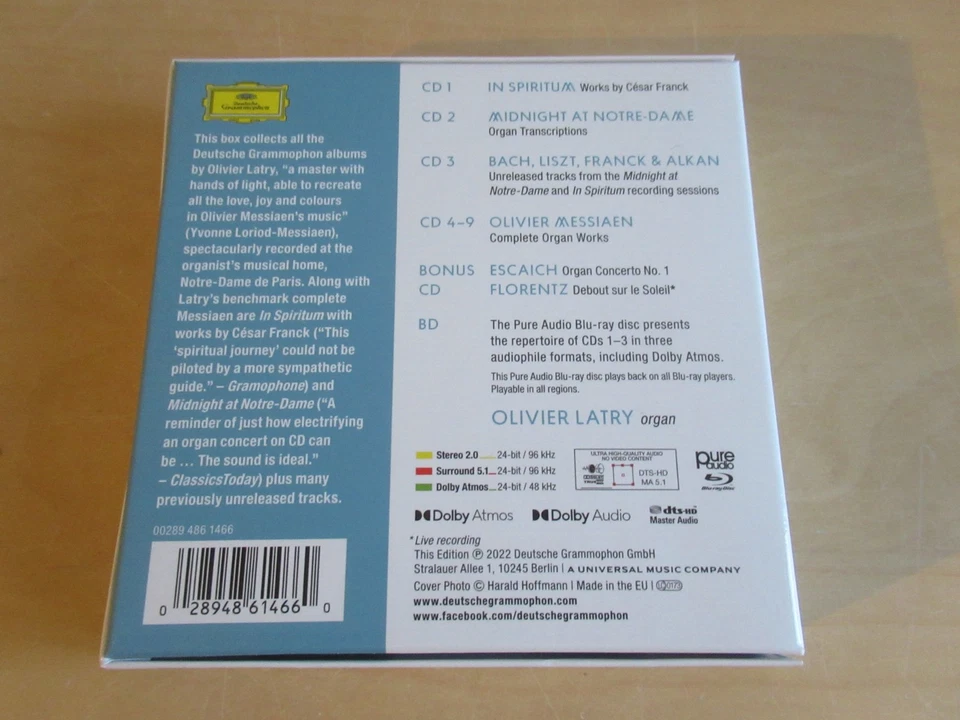 Deutsche
Grammophon
This box collects all the
Deutsche Grammophon albums
by Olivier Latry, “a master with
hands of light, able to recreate
all the love, joy and colours
in Olivier Messiaen’s music”
(Yvonne Loriod-Messiaen),
spectacularly recorded at the
organist’s musical home,
Notre-Dame de Paris. Along with
Latry’s benchmark complete
Messiaen are In Spiritum with
works by César Franck (“This
‘spiritual journey’ could not be
piloted by a more sympathetic
guide.” – Gramophone) and
Midnight at Notre-Dame (“A
reminder of just how electrifying
an organ concert on CD can
be … The sound is ideal.”
– ClassicsToday) plus many
previously unreleased tracks.
00289 486 1466
0 28948 61466 0
CD 1 IN SPIRITUM Works by César Franck
CD 2 MIDNIGHT AT NOTRE-DAME
Organ Transcriptions
CD 3 BACH, LISZT, FRANCK & ALKAN
Unreleased tracks from the Midnight at
Notre-Dame and In Spiritum recording sessions
CD 4–9 OLIVIER MESSIAEN
Complete Organ Works
BONUS ESCAICH Organ Concerto No. 1
CD FLORENTZ Debout sur le Soleil*
BD The Pure Audio Blu-ray disc presents
the repertoire of CDs 1–3 in three
audiophile formats, including Dolby Atmos.
This Pure Audio Blu-ray disc plays back on all Blu-ray players.
Playable in all regions.
OLIVIER LATRY organ
Stereo 2.0 24-bit / 96 kHz
Surround 5.1 24-bit / 96 kHz
Dolby Atmos 24-bit / 48 kHz
ULTRA HIGH-QUALITY AUDIO
NO VIDEO CONTENT
DTS-HD
MA 5.1
pure
audio
Blu-ray Disc
Dolby Atmos
Dolby Audio
dts-HD
Master Audio
* Live recording
This Edition ℗ 2022 Deutsche Grammophon GmbH
Stralauer Allee 1, 10245 Berlin | A UNIVERSAL MUSIC COMPANY
Cover Photo © Harald Hoffmann | Made in the EU |
www.deutschegrammophon.com
www.facebook.com/deutschegrammophon